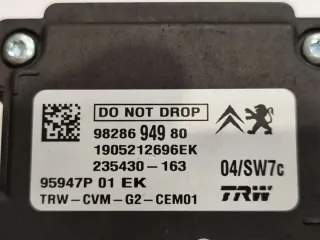 DO NOT DROP
98286 949 80
1905212696EK
235430-163
04/SW7c
95947P 01 EK
TRW-CVM-G2-CEM01
TRW